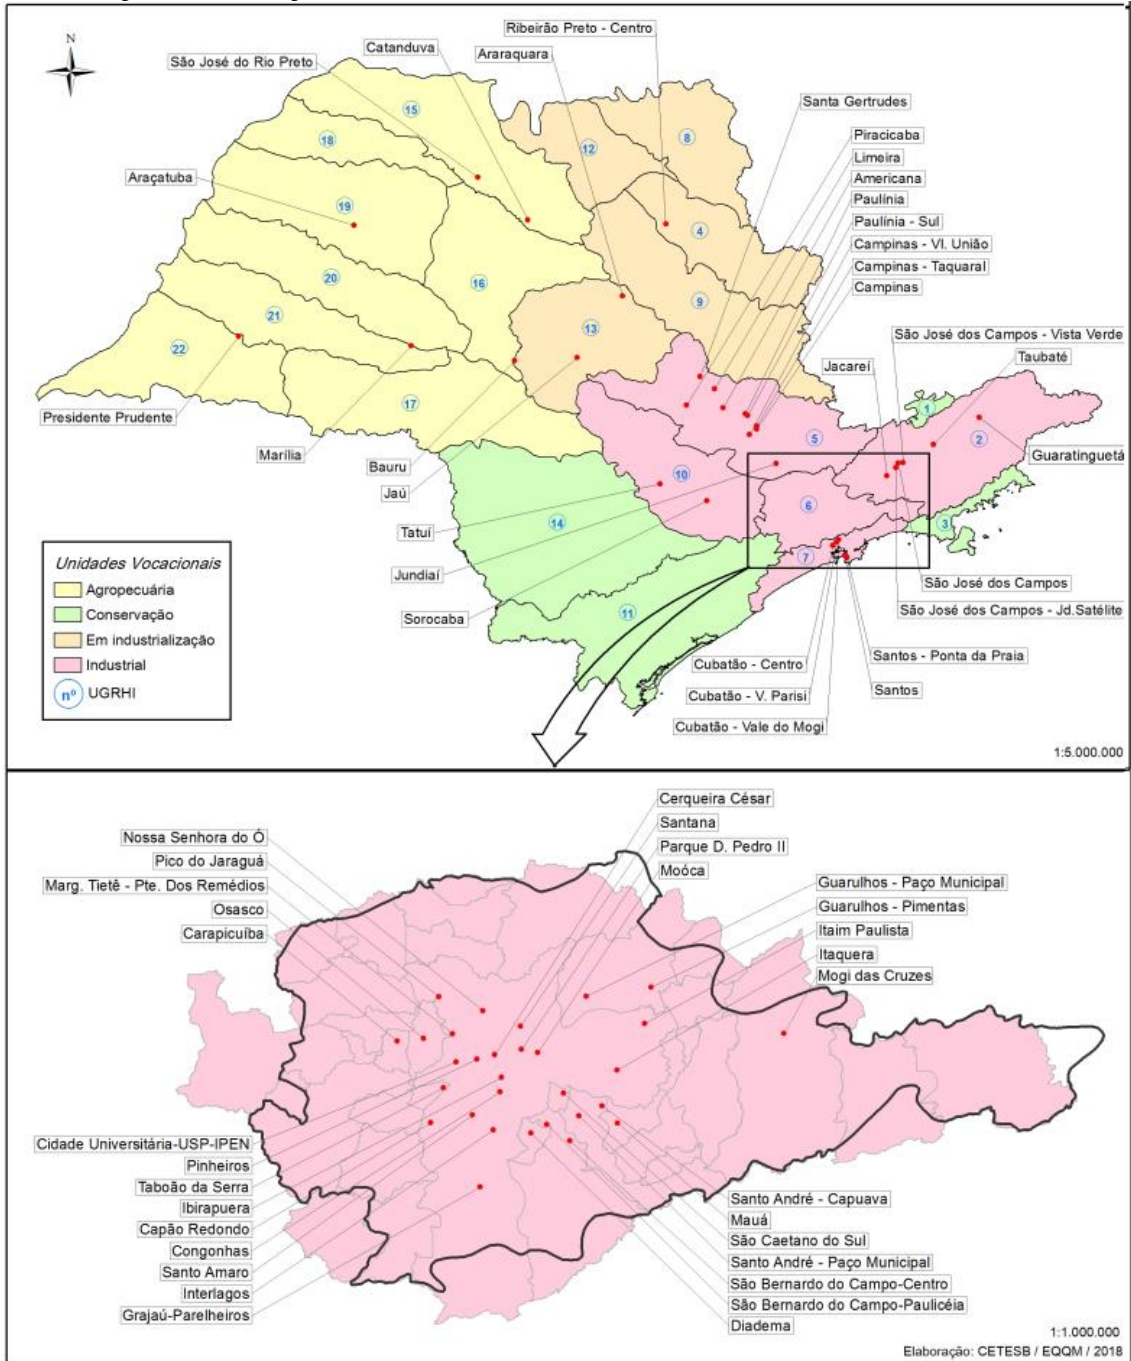 N
Ribeirão Preto - Centro
Catanduva
Araraquara
São José do Rio Preto
Santa Gertrudes
Piracicaba
Limeira
Americana
Paulínia
Paulínia - Sul
Campinas - Vl. União
Campinas - Taquaral
Campinas
Araçatuba
São José dos Campos - Vista Verde
Jacareí
Taubaté
Guaratinguetá
15
18
19
20
21
22
16
17
12
8
4
9
13
5
10
6
7
1
2
3
14
11
Presidente Prudente
Marília
Bauru
Jaú
Tatuí
Jundiaí
Sorocaba
São José dos Campos
São José dos Campos - Jd.Satélite
Cubatão - Centro
Santos - Ponta da Praia
Cubatão - V. Parisi
Santos
Cubatão - Vale do Mogi
Unidades Vocacionais
Agropecuária
Conservação
Em industrialização
Industrial
nº UGRHI
1:5.000.000
Cerqueira César
Santana
Parque D. Pedro II
Moóca
Nossa Senhora do Ó
Pico do Jaraguá
Marg. Tietê - Pte. Dos Remédios
Osasco
Carapicuíba
Guarulhos - Paço Municipal
Guarulhos - Pimentas
Itaim Paulista
Itaquera
Mogi das Cruzes
Cidade Universitária-USP-IPEN
Pinheiros
Taboão da Serra
Ibirapuera
Capão Redondo
Congonhas
Santo Amaro
Interlagos
Grajaú-Parelheiros
Santo André - Capuava
Mauá
São Caetano do Sul
Santo André - Paço Municipal
São Bernardo do Campo-Centro
São Bernardo do Campo-Paulicéia
Diadema
1:1.000.000
Elaboração: CETESB / EQQM / 2018